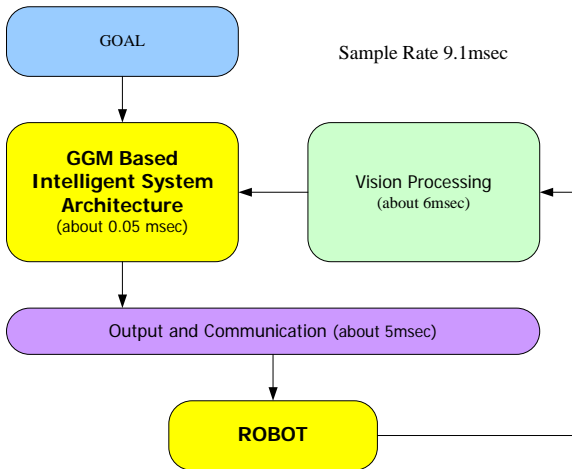 GOAL
Sample Rate 9.1msec
GGM Based
Intelligent System
Architecture
(about 0.05 msec)
Vision Processing
(about 6msec)
Output and Communication (about 5msec)
ROBOT